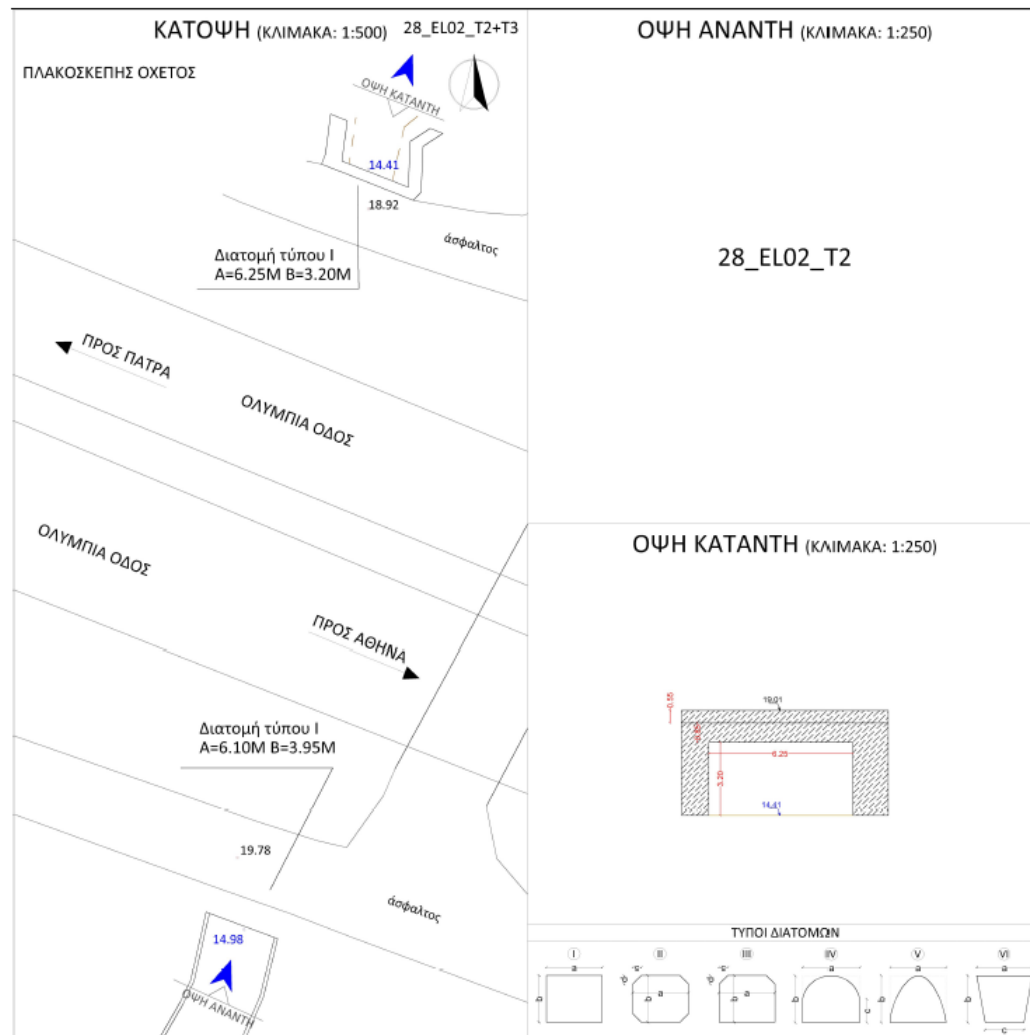 ΚΑΤΟΨΗ (ΚΛΙΜΑΚΑ: 1:500) 28_EL02_T2+T3
ΠΛΑΚΟΣΚΕΠΗΣ ΟΧΕΤΟΣ
ΟΨΗ ΚΑΤΑΝΤΗ
14.41
18.92
άσφαλτος
Διατομή τύπου Ι
Α=6.25Μ Β=3.20Μ
ΠΡΟΣ ΠΑΤΡΑ
ΟΛΥΜΠΙΑ ΟΔΟΣ
ΟΛΥΜΠΙΑ ΟΔΟΣ
ΠΡΟΣ ΑΘΗΝΑ
Διατομή τύπου Ι
Α=6.10Μ Β=3.95Μ
19.78
άσφαλτος
14.98
ΟΨΗ ΑΝΑΝΤΗ
ΟΨΗ ΑΝΑΝΤΗ (ΚΛΙΜΑΚΑ: 1:250)
28_EL02_T2
ΟΨΗ ΚΑΤΑΝΤΗ (ΚΛΙΜΑΚΑ: 1:250)
0.55
19.01
6.25
3.20
14.41
ΤΥΠΟΙ ΔΙΑΤΟΜΩΝ
I II III IIV V VI
a c c a a a
b d b a d b a b c b b
c